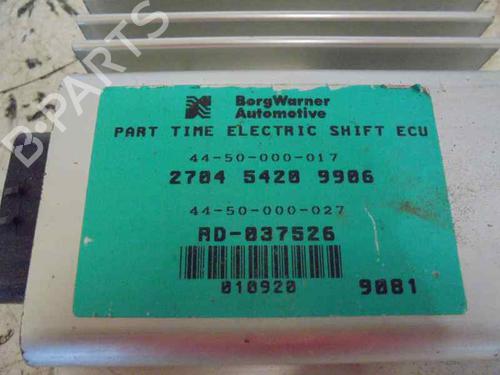 BorgWarner
Automotive
PART TIME ELECTRIC SHIFT ECU
44-50-000-017
2704 5420 9906
44-50-000-027
AD-037526
010920
9081